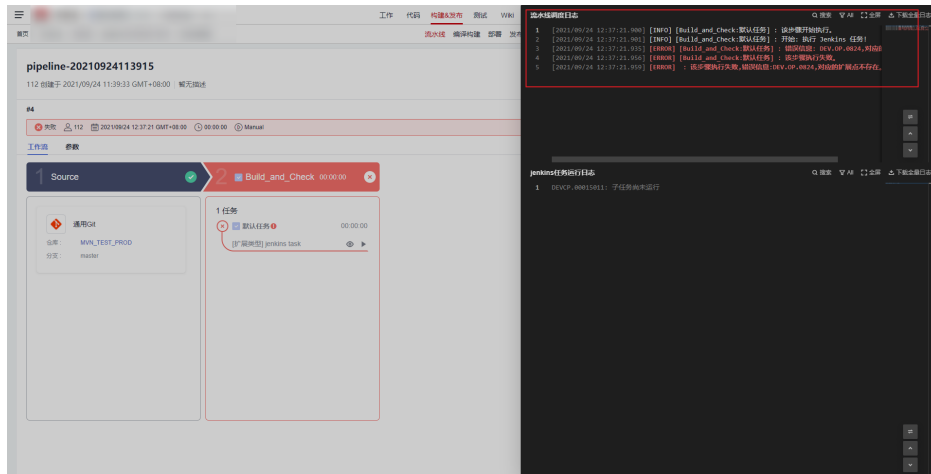 工作 代码 构建&发布 测试 Wiki
首页
流水线 编译构建 部署 发布
pipeline-20210924113915
112 创建于 2021/09/24 11:39:33 GMT+08:00 暂无描述
#4
失败 112 2021/09/24 12:37:21 GMT+08:00 00:00:00 Manual
工作流 参数
1 Source
2 Build_and_Check 00:00:00
通用Git
仓库: MVN_TEST_PROD
分支: master
1 任务
默认任务 00:00:00
[扩展类型] jenkins task
流水线调度日志 搜索 All 全屏 下载全量日志
1 [2021/09/24 12:37:21.900] [INFO] [Build_and_Check:默认任务] : 该步骤开始执行。
2 [2021/09/24 12:37:21.901] [INFO] [Build_and_Check:默认任务] : 开始: 执行 Jenkins 任务!
3 [2021/09/24 12:37:21.935] [ERROR] [Build_and_Check:默认任务] : 错误信息: DEV.OP.0824,对应的
4 [2021/09/24 12:37:21.956] [ERROR] [Build_and_Check:默认任务] : 该步骤执行失败。
5 [2021/09/24 12:37:21.959] [ERROR] : 该步骤执行失败,错误信息:DEV.OP.0824,对应的扩展点不存在。
jenkins任务运行日志 搜索 All 全屏 下载全量日志
1 DEVCP.00015011: 子任务尚未运行